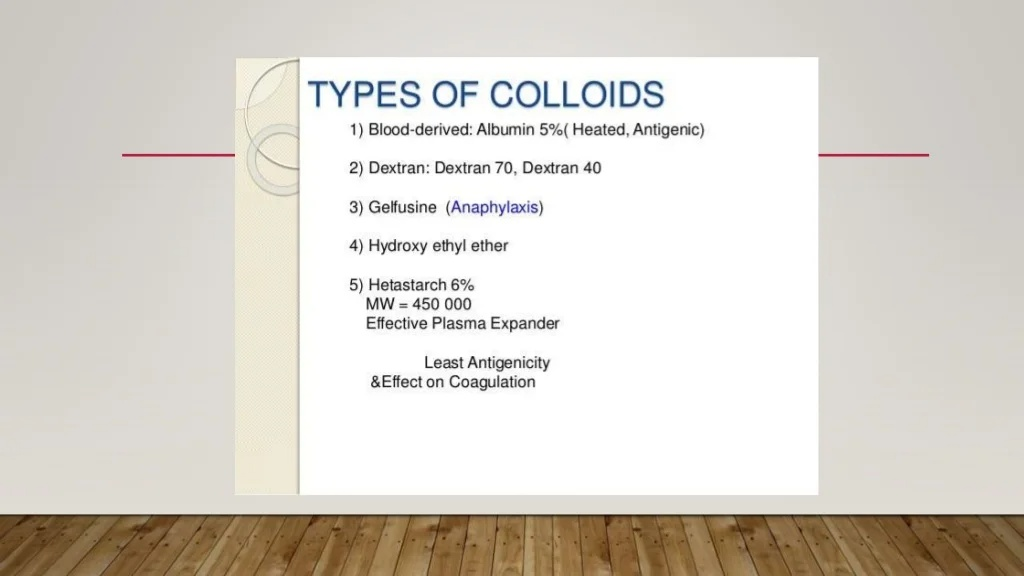 TYPES OF COLLOIDS
1) Blood-derived: Albumin 5%( Heated, Antigenic)
2) Dextran: Dextran 70, Dextran 40
3) Gelfusine (Anaphylaxis)
4) Hydroxy ethyl ether
5) Hetastarch 6%
MW = 450 000
Effective Plasma Expander
Least Antigenicity
&Effect on Coagulation